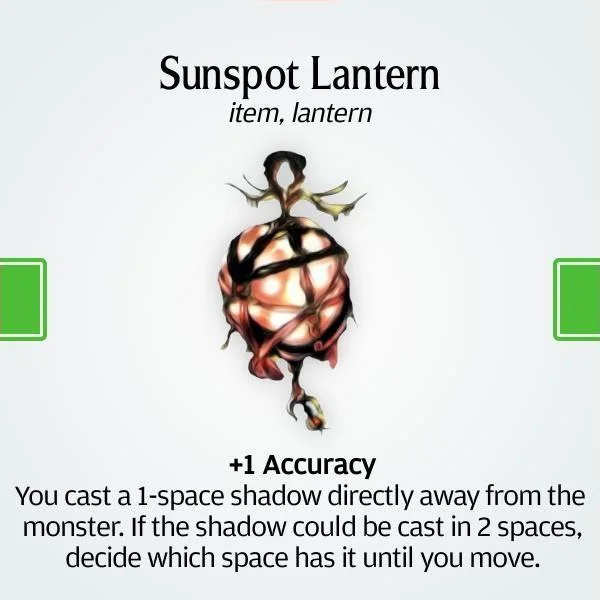 Sunspot Lantern
item, lantern
+1 Accuracy
You cast a 1-space shadow directly away from the
monster. If the shadow could be cast in 2 spaces,
decide which space has it until you move.